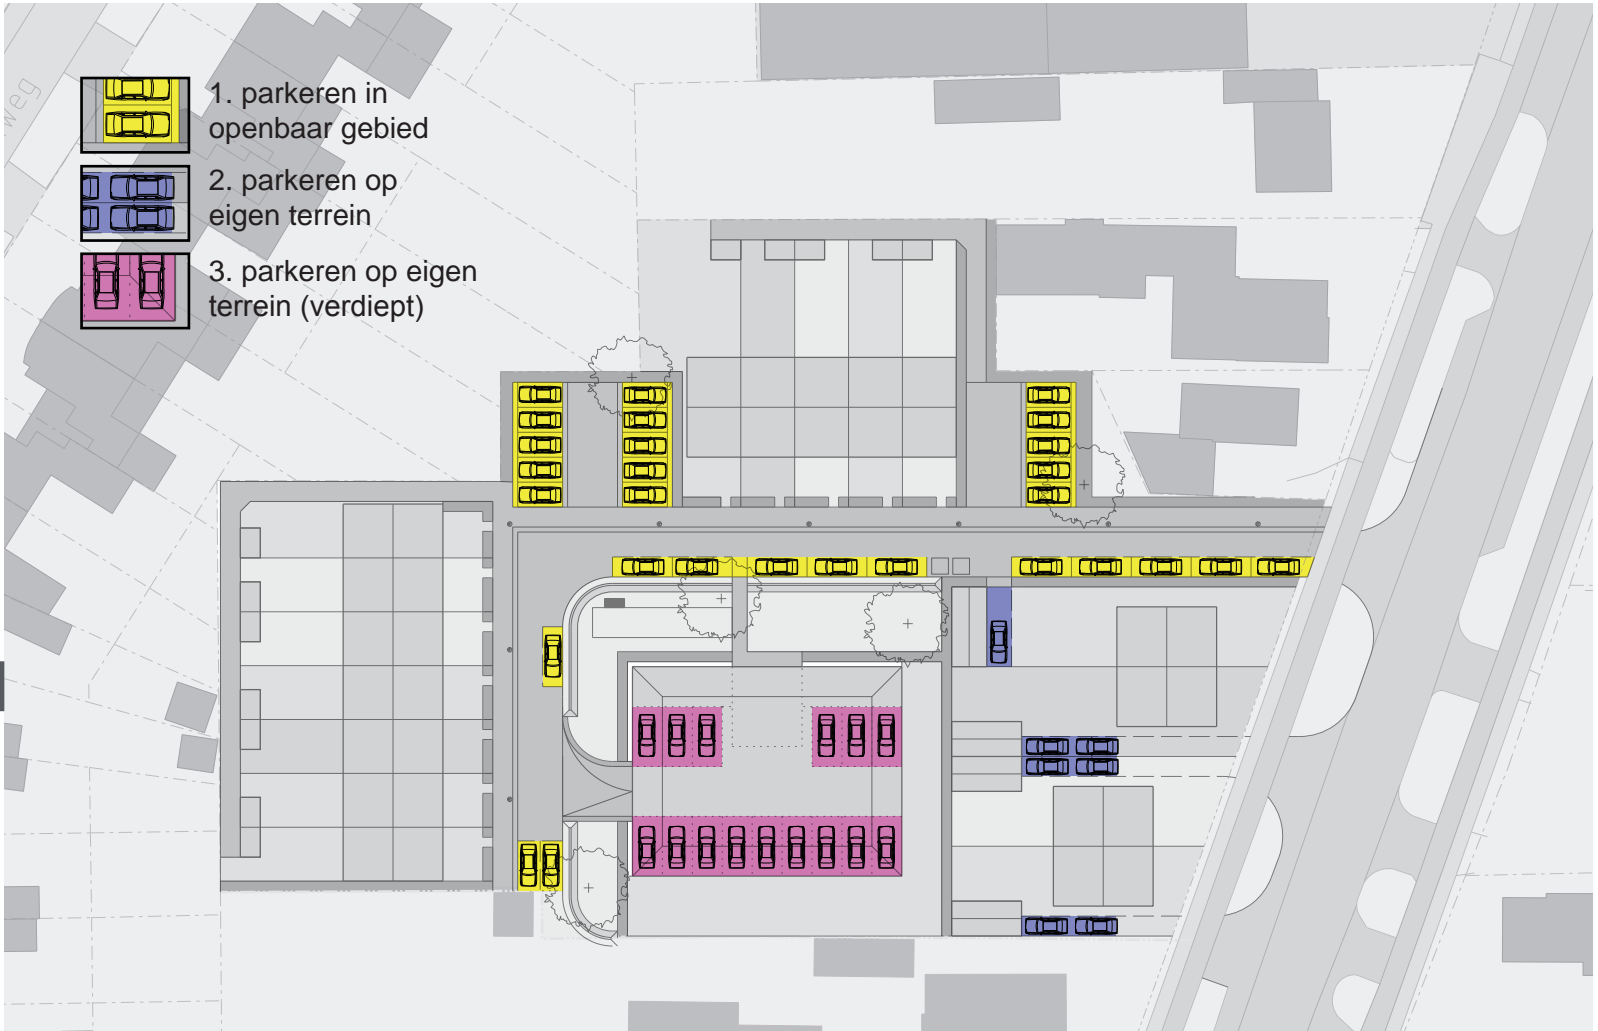 weg
1. parkeren in
openbaar gebied
2. parkeren op
eigen terrein
3. parkeren op eigen
terrein (verdiept)